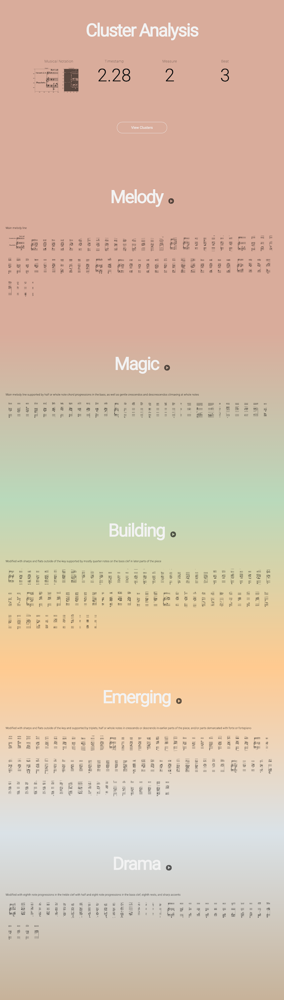 Cluster Analysis
Musical Notation
Timestamp
Measure
Beat
Zart und
Clarinette in A.
Pianoforte.
2.28
2
3
View Clusters
Melody
Main melody line
Zart und
Magic
Main melody line supported by half or whole note chord progressions in the bass, as well as gentle crescendos and descrescendos climaxing at whole notes
Building
Modified with sharps and flats outside of the key supported by mostly quarter notes on the bass clef in later parts of the piece
Emerging
Modified with sharps and flats outside of the key and supported by triplets, half or whole notes in crescendo or descrendo in earlier parts of the piece, and/or parts demarcated with forte or fortepiano
Drama
Modified with eighth note progressions in the treble clef with half and eight note progressions in the bass clef, eighth rests, and sharp accents